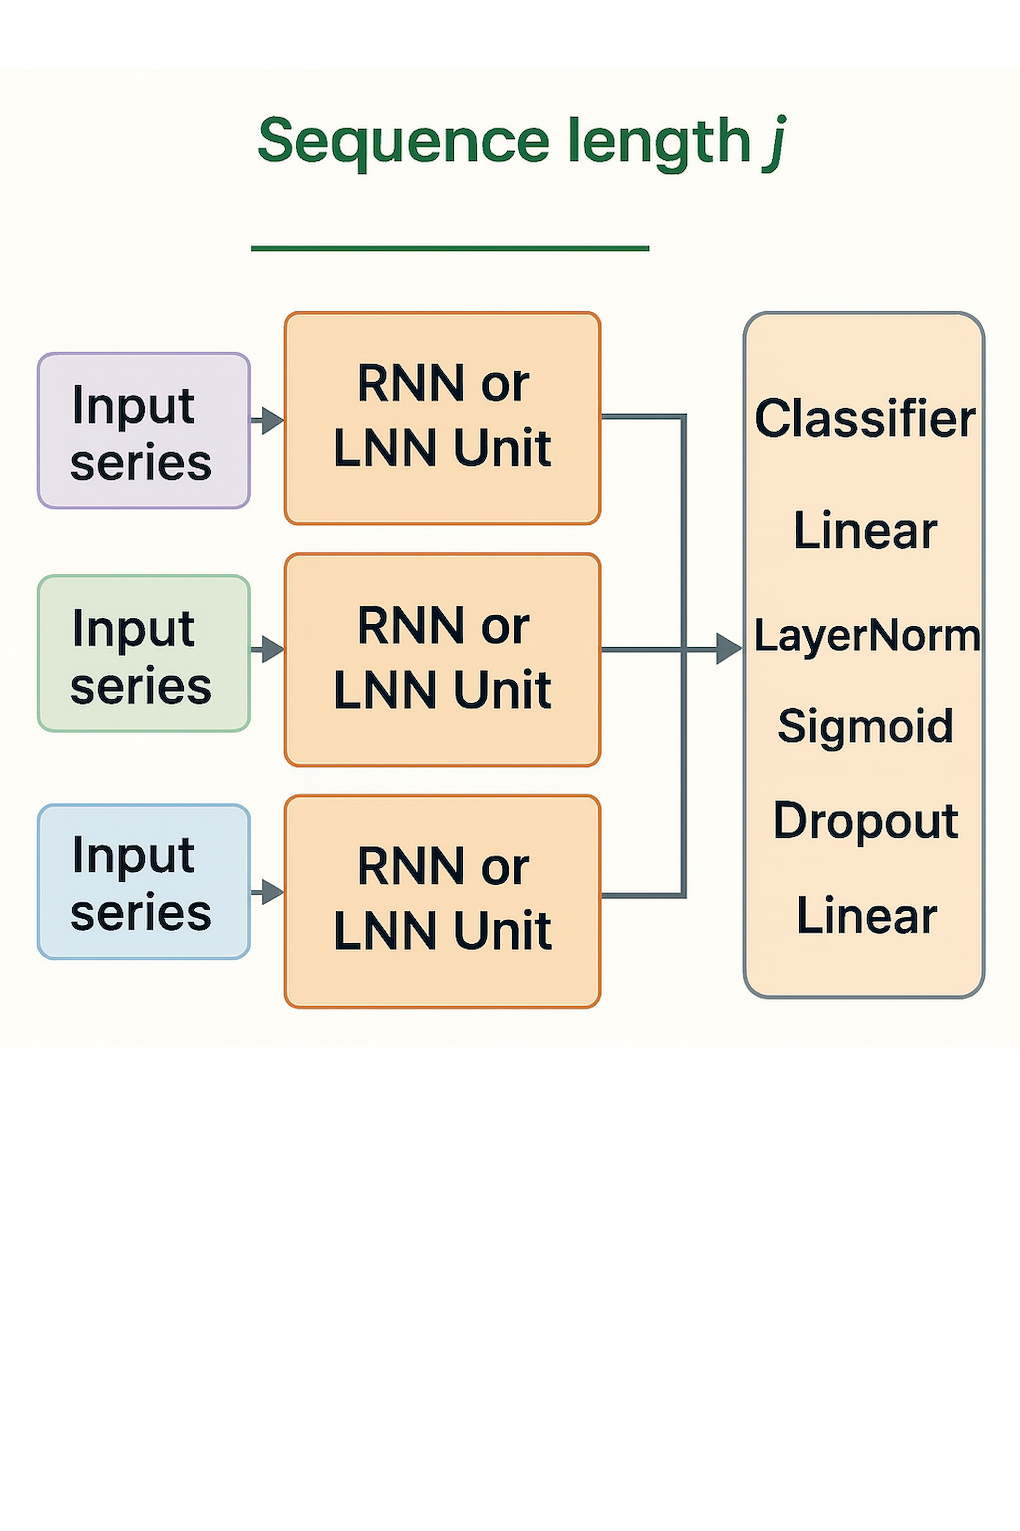 Sequence length j
Input
series
RNN or
LNN Unit
Input
series
RNN or
LNN Unit
Input
series
RNN or
LNN Unit
Classifier
Linear
LayerNorm
Sigmoid
Dropout
Linear